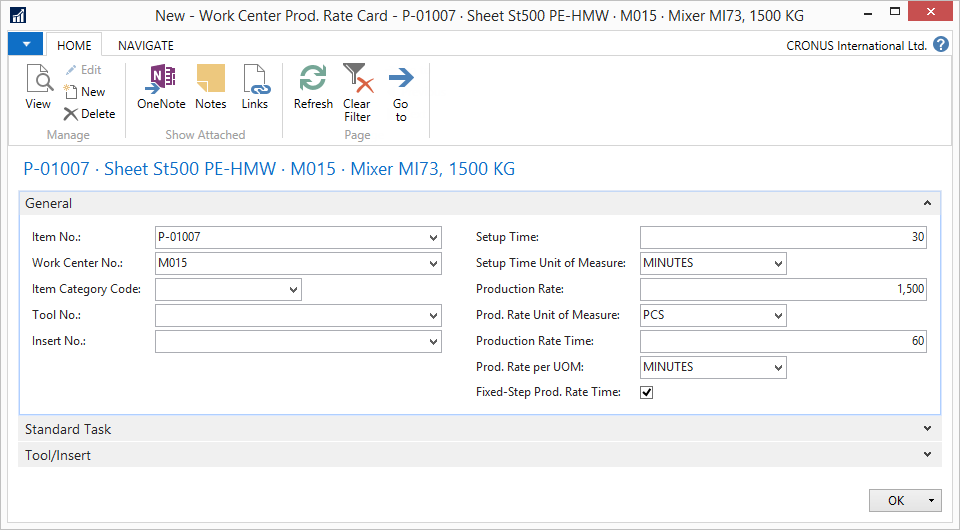 New - Work Center Prod. Rate Card - P-01007 · Sheet St500 PE-HMW · M015 · Mixer MI73, 1500 KG
HOME NAVIGATE CRONUS International Ltd. ?
View
Edit
New
Delete
Manage
OneNote Notes Links
Show Attached
Refresh
Clear
Filter
Go
to
Page
P-01007 · Sheet St500 PE-HMW · M015 · Mixer MI73, 1500 KG
General
Item No.: P-01007
Work Center No.: M015
Item Category Code:
Tool No.:
Insert No.:
Setup Time: 30
Setup Time Unit of Measure: MINUTES
Production Rate: 1,500
Prod. Rate Unit of Measure: PCS
Production Rate Time: 60
Prod. Rate per UOM: MINUTES
Fixed-Step Prod. Rate Time:
Standard Task
Tool/Insert
OK